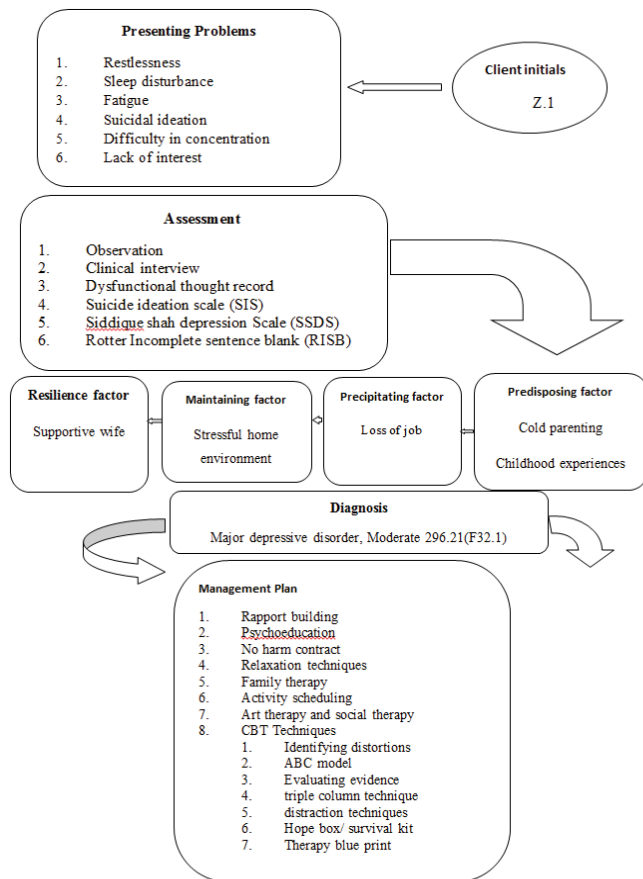 Presenting Problems
1. Restlessness
2. Sleep disturbance
3. Fatigue
4. Suicidal ideation
5. Difficulty in concentration
6. Lack of interest
Client initials
Z.1
Assessment
1. Observation
2. Clinical interview
3. Dysfunctional thought record
4. Suicide ideation scale (SIS)
5. Siddique shah depression Scale (SSDS)
6. Rotter Incomplete sentence blank (RISB)
Resilience factor
Supportive wife
Maintaining factor
Stressful home
environment
Precipitating factor
Loss of job
Predisposing factor
Cold parenting
Childhood experiences
Diagnosis
Major depressive disorder, Moderate 296.21(F32.1)
Management Plan
1. Rapport building
2. Psychoeducation
3. No harm contract
4. Relaxation techniques
5. Family therapy
6. Activity scheduling
7. Art therapy and social therapy
8. CBT Techniques
1. Identifying distortions
2. ABC model
3. Evaluating evidence
4. triple column technique
5. distraction techniques
6. Hope box/ survival kit
7. Therapy blue print